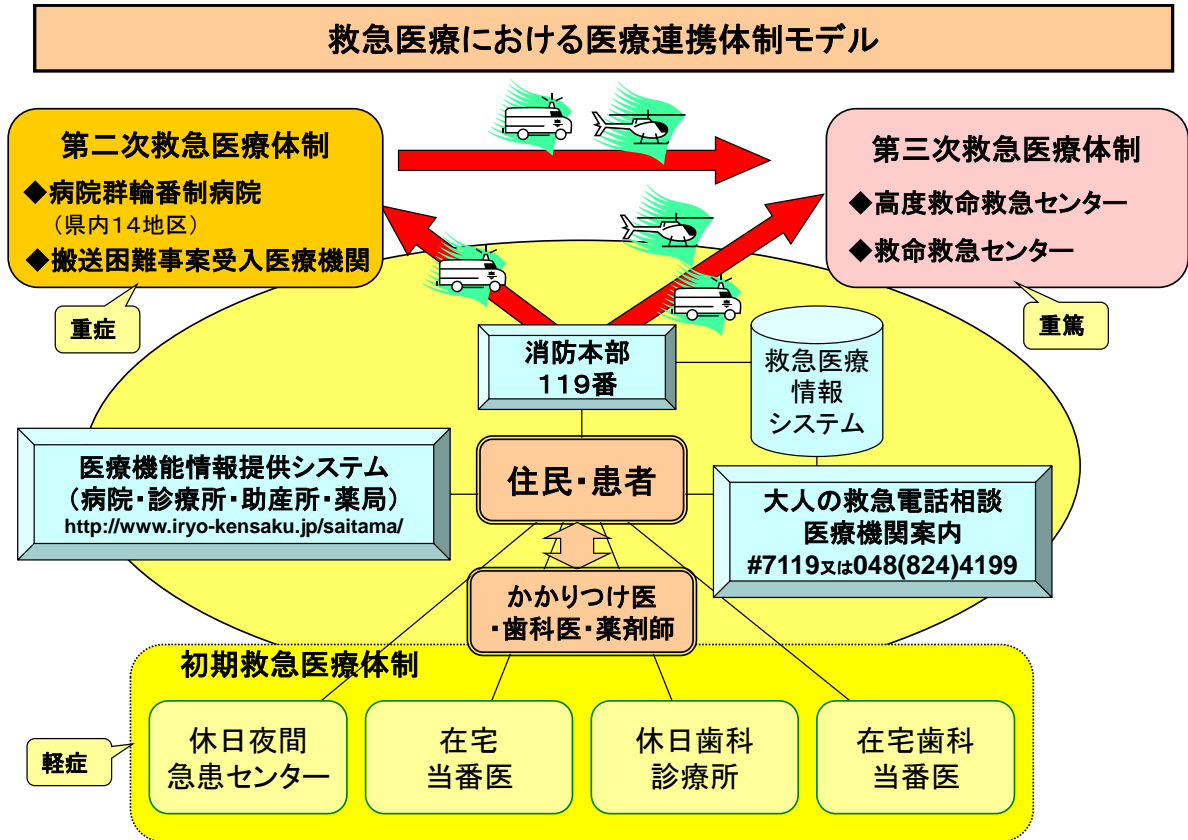 救急医療における医療連携体制モデル
第二次救急医療体制
◆病院群輪番制病院
（県内14地区）
◆搬送困難事案受入医療機関
重症
第三次救急医療体制
◆高度救命救急センター
◆救命救急センター
重篤
消防本部
119番
救急医療
情報
システム
医療機能情報提供システム
（病院・診療所・助産所・薬局）
http://www.iryo-kensaku.jp/saitama/
住民・患者
大人の救急電話相談
医療機関案内
#7119又は048(824)4199
かかりつけ医
・歯科医・薬剤師
初期救急医療体制
軽症
休日夜間
急患センター
在宅
当番医
休日歯科
診療所
在宅歯科
当番医